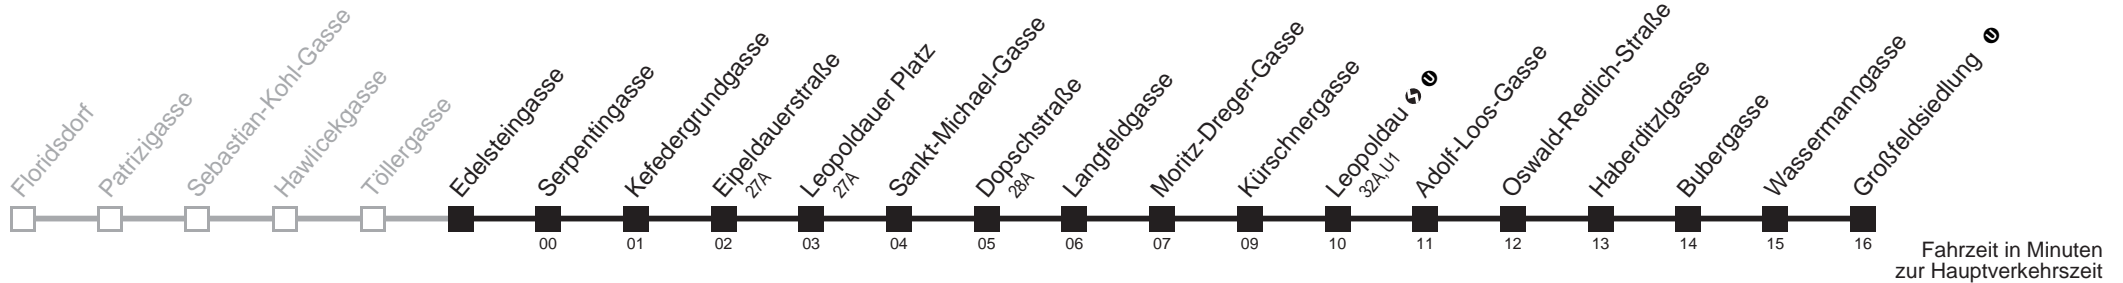 Floridsdorf
Patrizigasse
Sebastian-Kohl-Gasse
Hawlicekgasse
Töllergasse
Edelsteingasse
Serpentingasse
Kefedergrundgasse
Eipeldauerstraße
27A
Leopoldauer Platz
27A
Sankt-Michael-Gasse
Dopschstraße
28A
Langfeldgasse
Moritz-Dreger-Gasse
Kürschnergasse
Leopoldau S U
32A,U1
Adolf-Loos-Gasse
Oswald-Redlich-Straße
Haberditzlgasse
Bubergasse
Wassermanngasse
Großfeldsiedlung U
00 01 02 03 04 05 06 07 09 10 11 12 13 14 15 16
Fahrzeit in Minuten
zur Hauptverkehrszeit